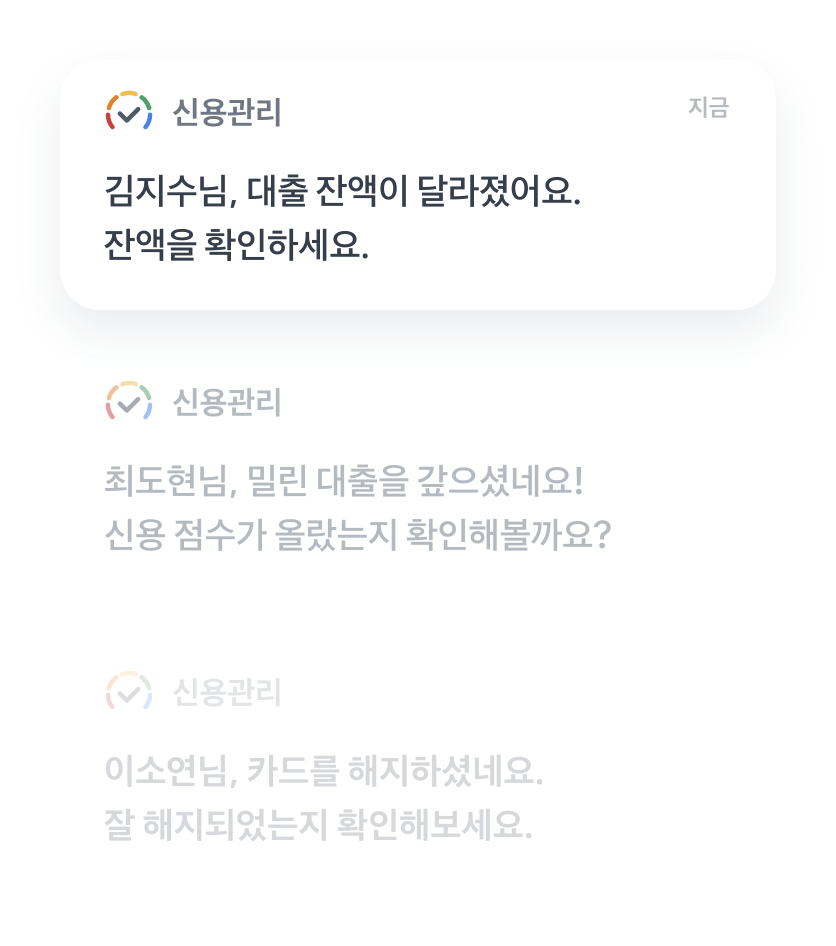 신용관리
지금
김지수님, 대출 잔액이 달라졌어요.
잔액을 확인하세요.
신용관리
최도현님, 밀린 대출을 갚으셨네요!
신용 점수가 올랐는지 확인해볼까요?
신용관리
이소연님, 카드를 해지하셨네요.
잘 해지되었는지 확인해보세요.